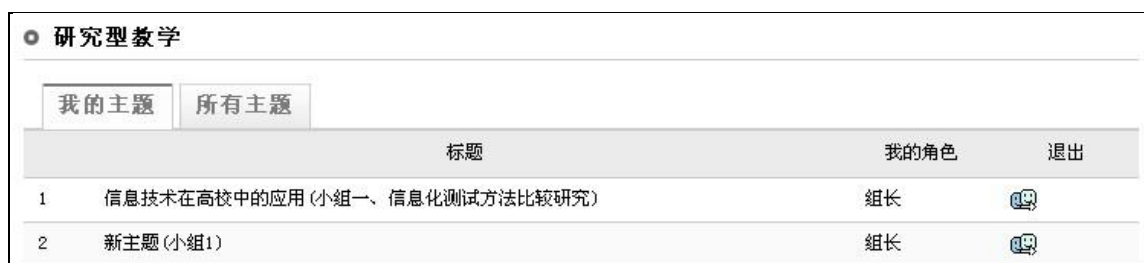 研究型教学
我的主题 所有主题
标题 我的角色 退出
1 信息技术在高校中的应用(小组一、信息化测试方法比较研究) 组长
2 新主题(小组1) 组长